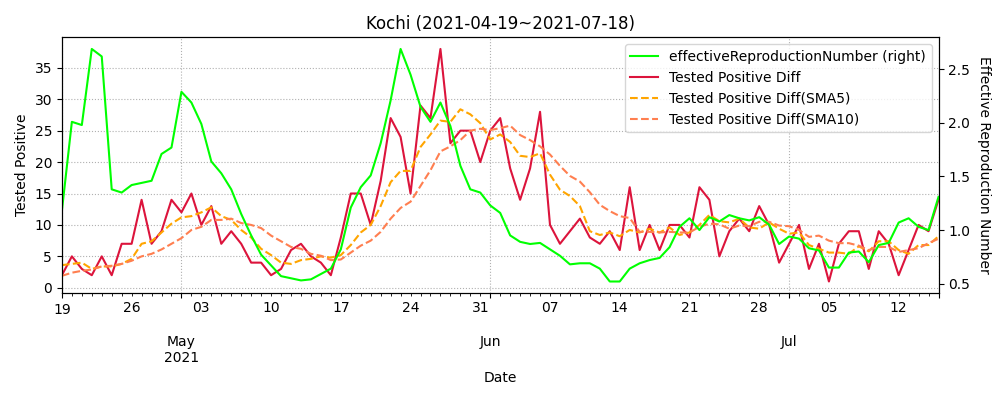 Kochi (2021-04-19~2021-07-18)
effectiveReproductionNumber (right)
Tested Positive Diff
Tested Positive Diff(SMA5)
Tested Positive Diff(SMA10)
Tested Positive
35
30
25
20
15
10
5
0
2.5
2.0
1.5
1.0
0.5
Effective Reproduction Number
19 26 03 10 17 24 31 07 14 21 28 05 12
May Jun Jul
2021
Date